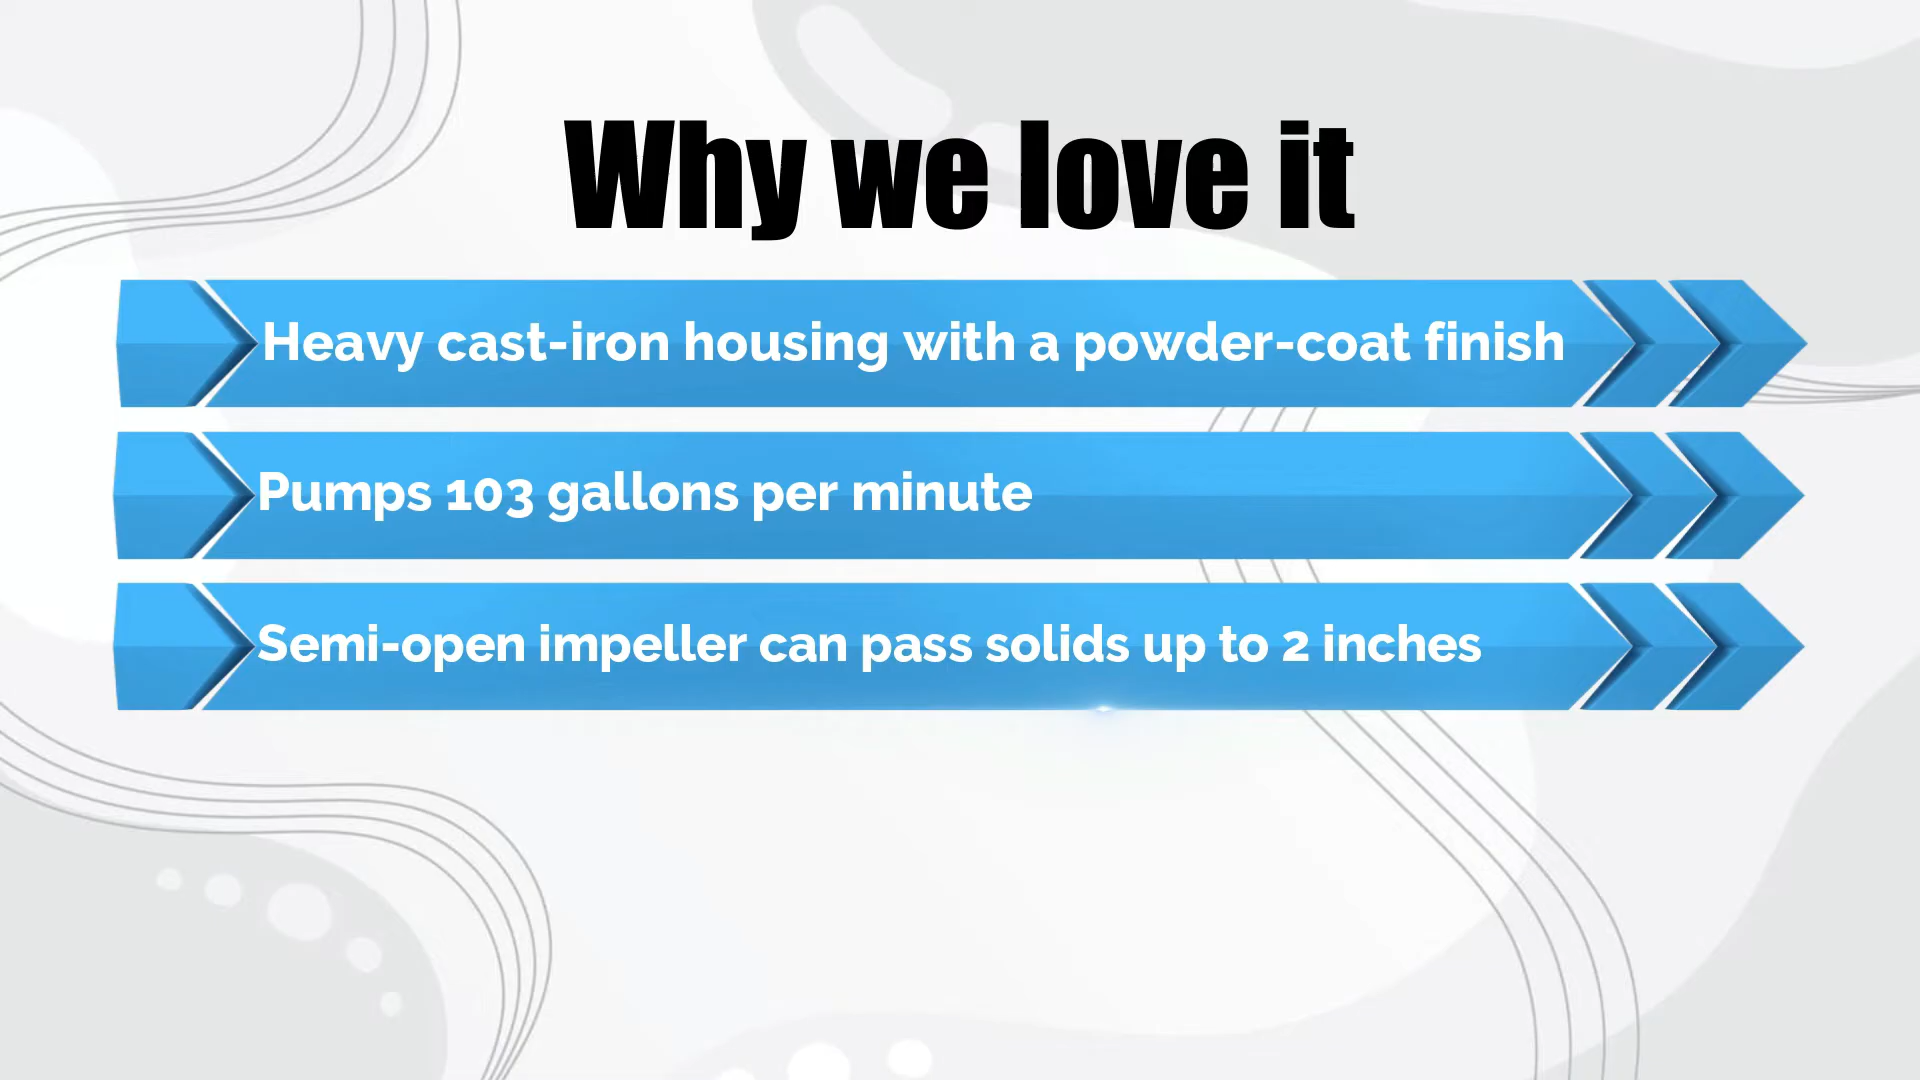 Why we love it
Heavy cast-iron housing with a powder-coat finish
Pumps 103 gallons per minute
Semi-open impeller can pass solids up to 2 inches